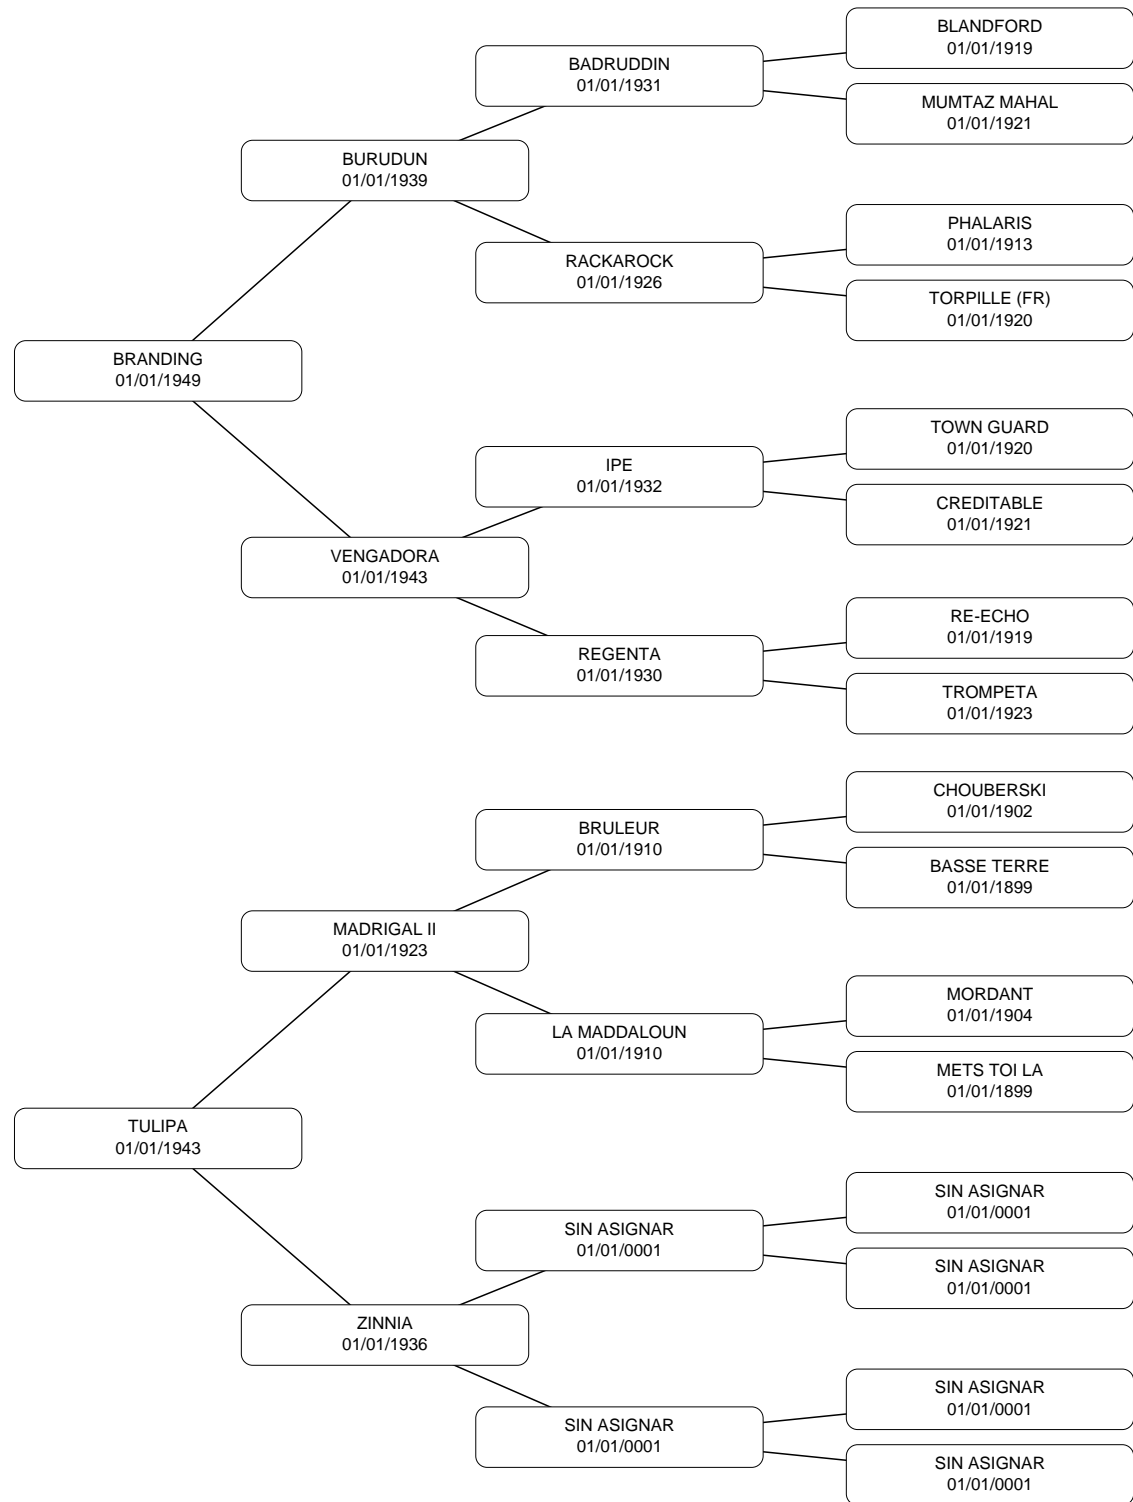 BLANDFORD
01/01/1919
BADRUDDIN
01/01/1931
MUMTAZ MAHAL
01/01/1921
BURUDUN
01/01/1939
PHALARIS
01/01/1913
RACKAROCK
01/01/1926
TORPILLE (FR)
01/01/1920
BRANDING
01/01/1949
TOWN GUARD
01/01/1920
IPE
01/01/1932
CREDITABLE
01/01/1921
VENGADORA
01/01/1943
RE-ECHO
01/01/1919
REGENTA
01/01/1930
TROMPETA
01/01/1923
CHOUBERSKI
01/01/1902
BRULEUR
01/01/1910
BASSE TERRE
01/01/1899
MADRIGAL II
01/01/1923
MORDANT
01/01/1904
LA MADDALOUN
01/01/1910
METS TOI LA
01/01/1899
TULIPA
01/01/1943
SIN ASIGNAR
01/01/0001
SIN ASIGNAR
01/01/0001
SIN ASIGNAR
01/01/0001
ZINNIA
01/01/1936
SIN ASIGNAR
01/01/0001
SIN ASIGNAR
01/01/0001
SIN ASIGNAR
01/01/0001